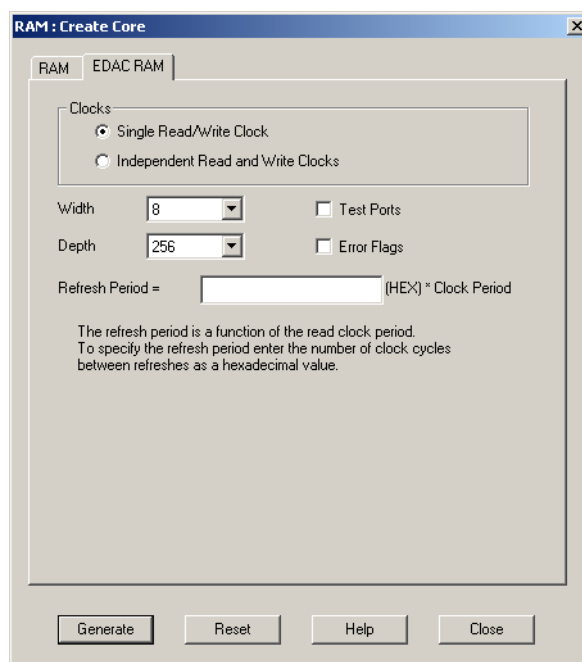 RAM : Create Core
RAM
EDAC RAM
Clocks
Single Read/Write Clock
Independent Read and Write Clocks
Width 8 Test Ports
Depth 256 Error Flags
Refresh Period = (HEX) * Clock Period
The refresh period is a function of the read clock period.
To specify the refresh period enter the number of clock cycles
between refreshes as a hexadecimal value.
Generate Reset Help Close